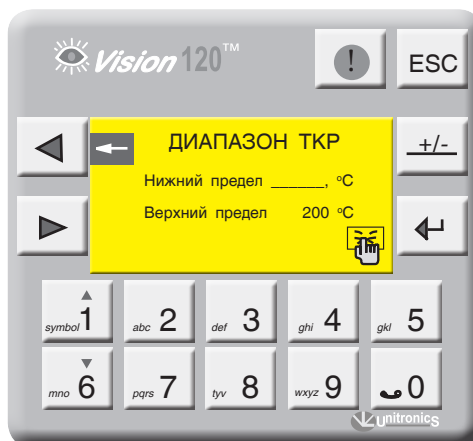 Vision 120™
!
ESC
ДИАПАЗОН ТКР
+/-
Нижний предел ______, °C
Верхний предел 200 °C
symbol 1
abc 2
def 3
ghi 4
gkl 5
mno 6
pqrs 7
tyv 8
wxyz 9
0
Unitronics